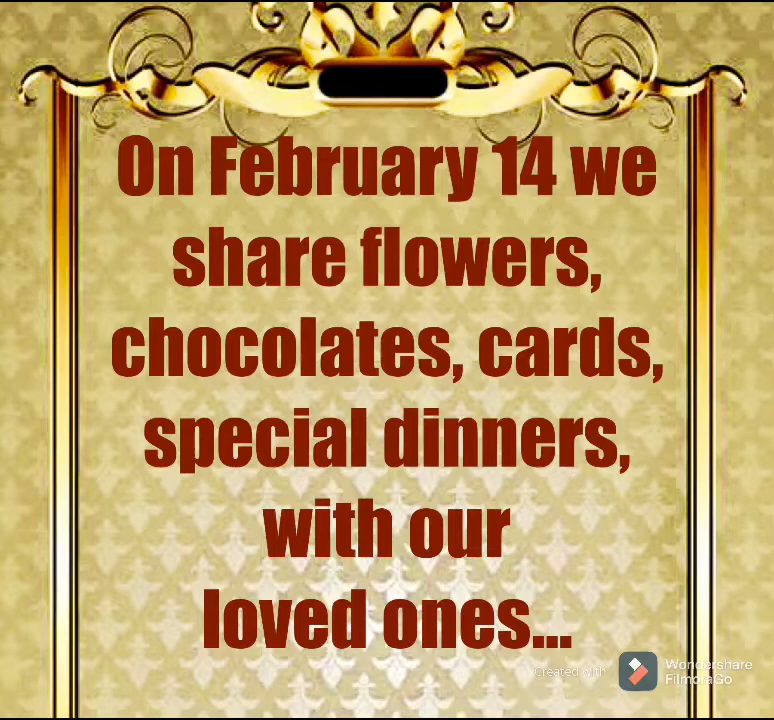 On February 14 we
share flowers,
chocolates, cards,
special dinners,
with our
loved ones...
Created with
Wondershare
FilmoraGo